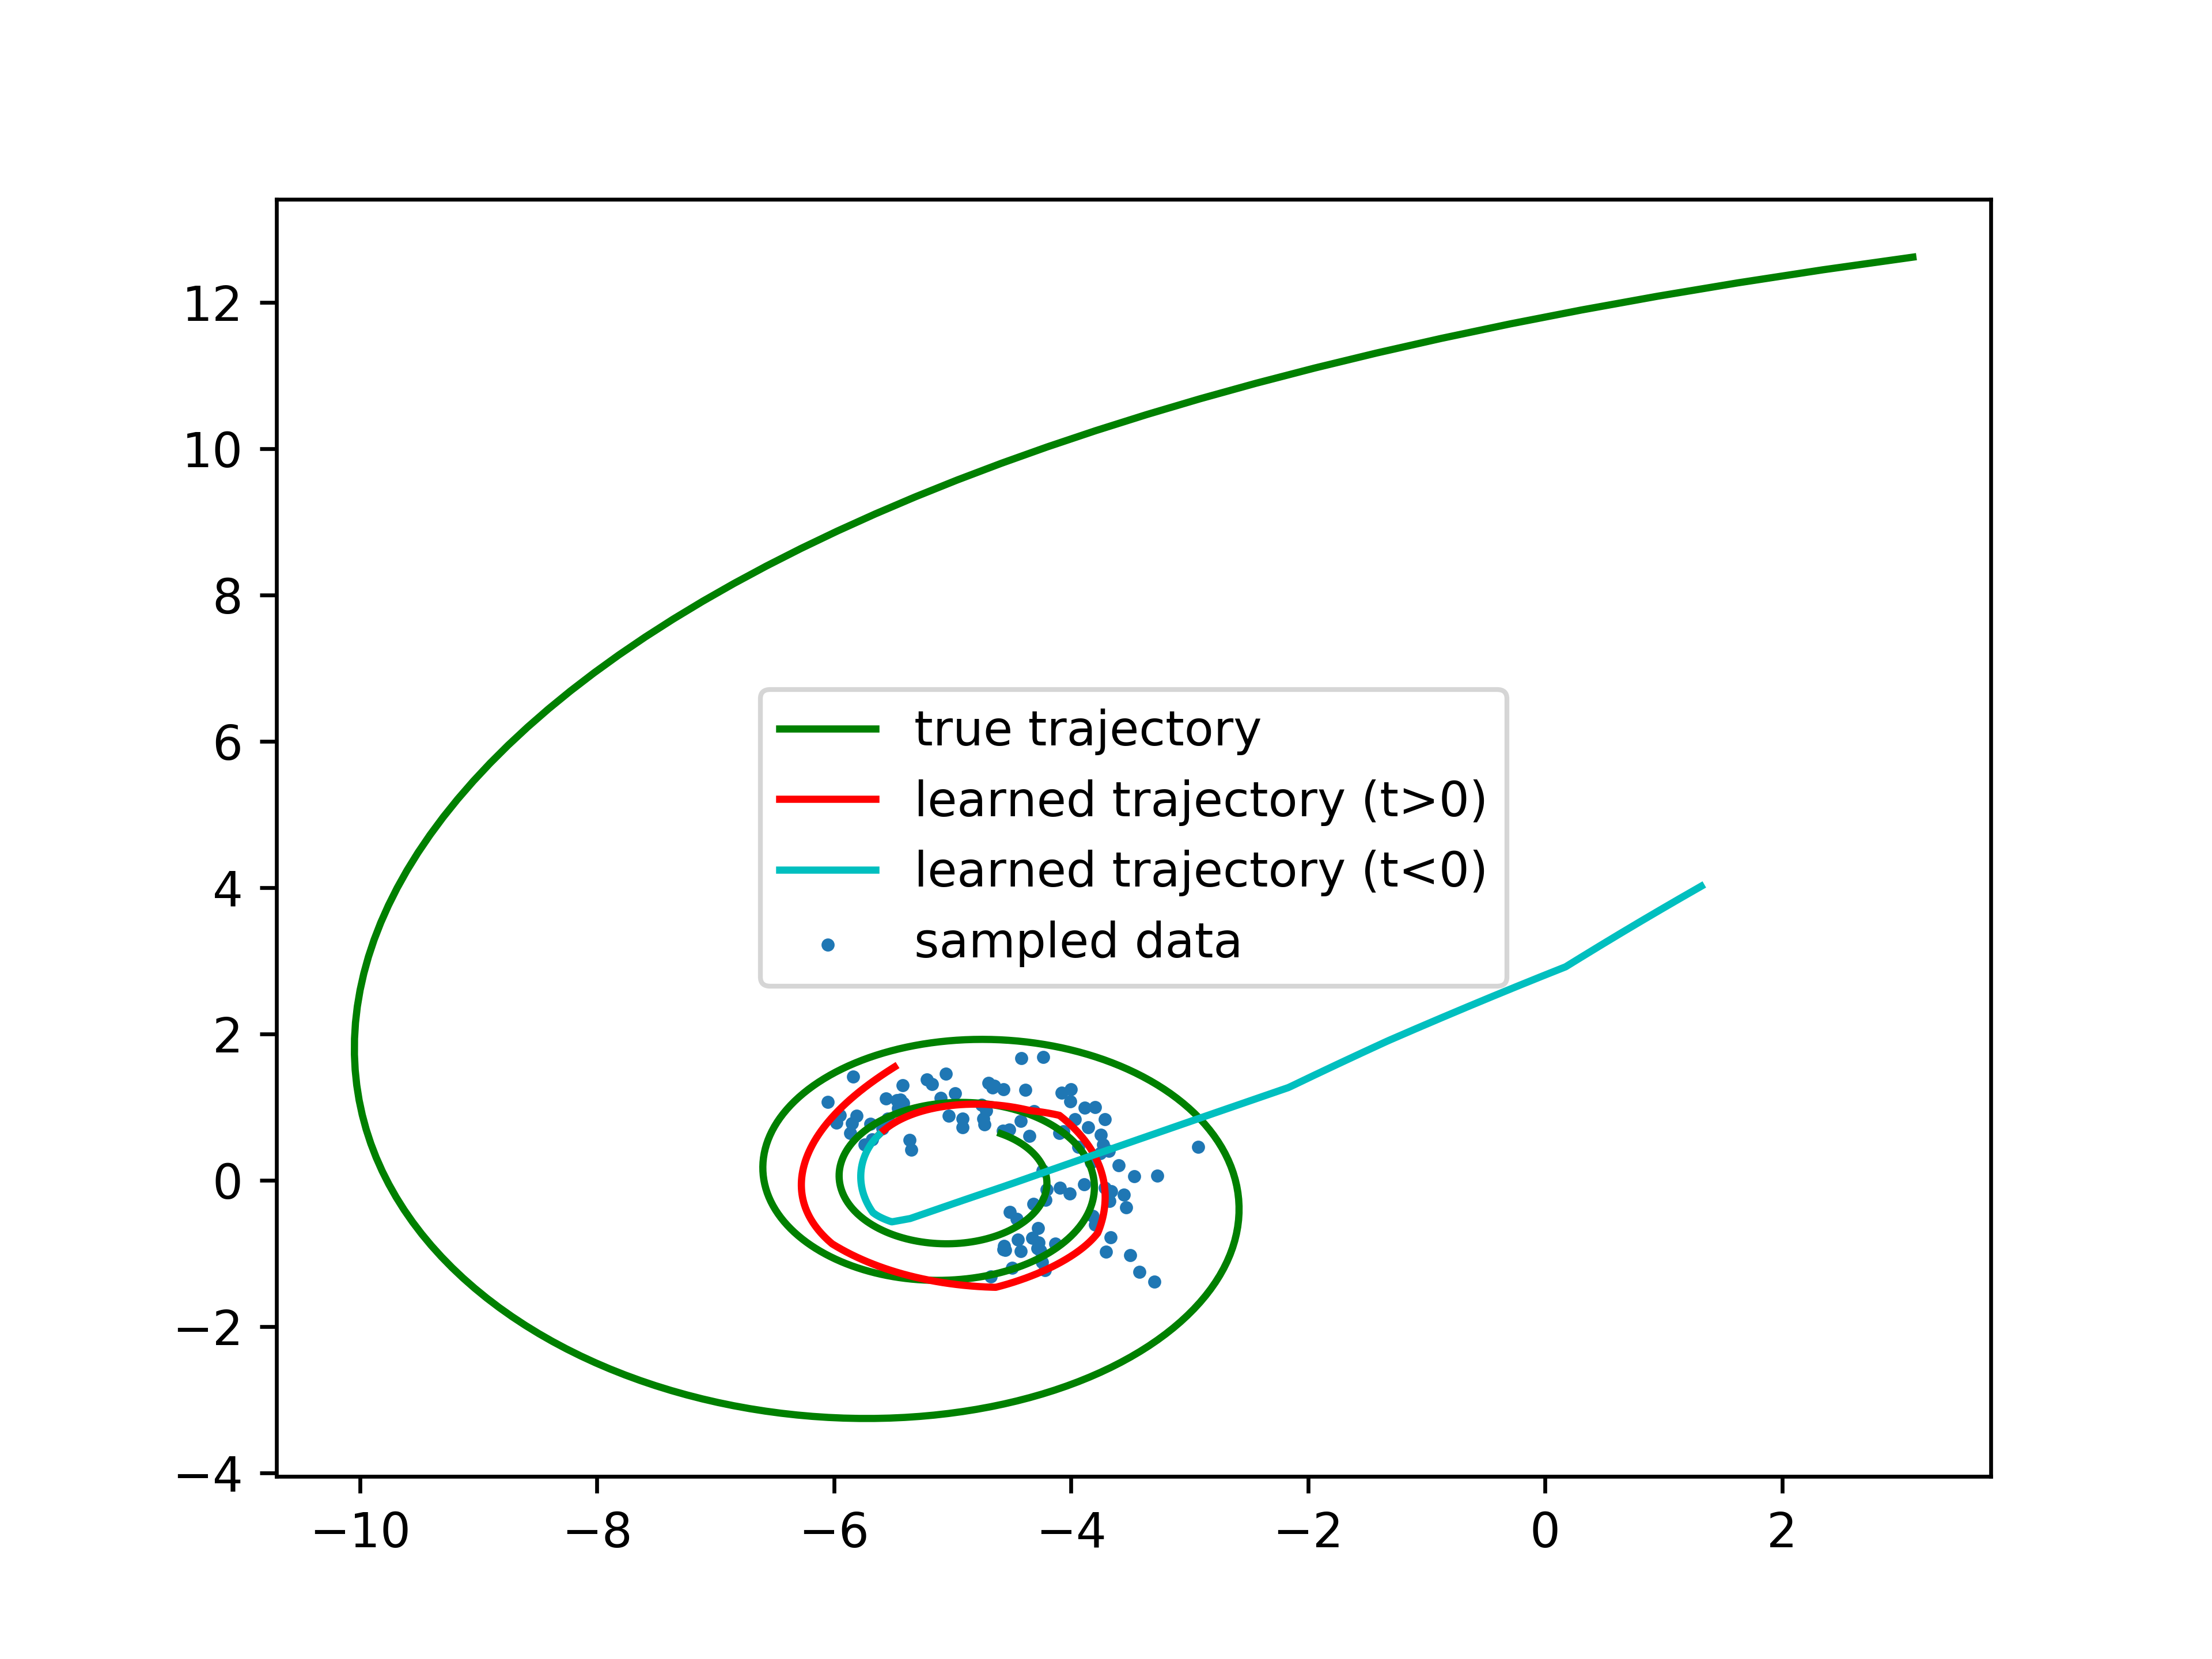 12
10
8
6
4
2
0
−2
−4
true trajectory
learned trajectory (t>0)
learned trajectory (t<0)
sampled data
−10 −8 −6 −4 −2 0 2